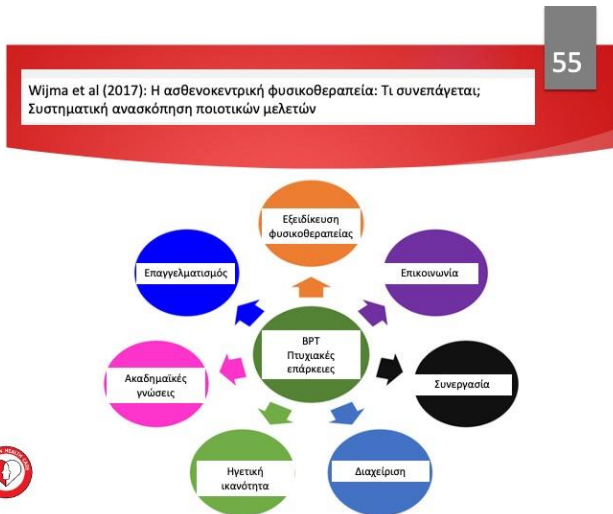 55
Wijma et al (2017): Η ασθενοκεντρική φυσικοθεραπεία: Τι συνεπάγεται;
Συστηματική ανασκόπηση ποιοτικών μελετών
Εξειδίκευση
φυσικοθεραπείας
Επαγγελματισμός
Επικοινωνία
BPT
Πτυχιακές
επάρκειες
Ακαδημαϊκές
γνώσεις
Συνεργασία
Ηγετική
ικανότητα
Διαχείριση